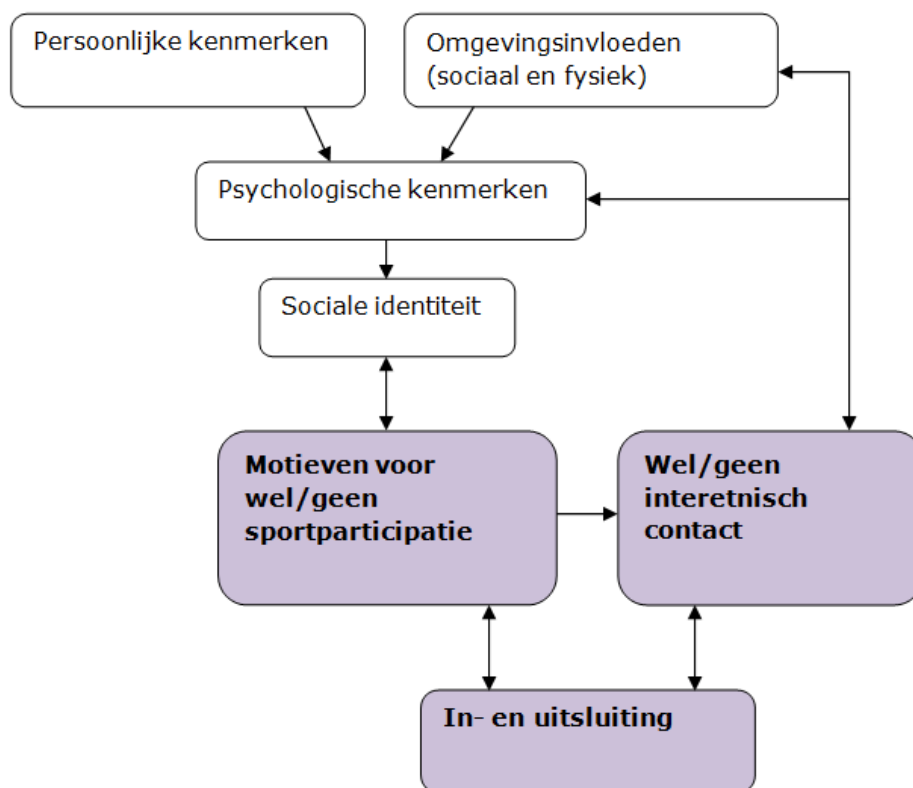 Persoonlijke kenmerken
Omgevingsinvloeden
(sociaal en fysiek)
Psychologische kenmerken
Sociale identiteit
Motieven voor
wel/geen
sportparticipatie
Wel/geen
interetnisch
contact
In- en uitsluiting